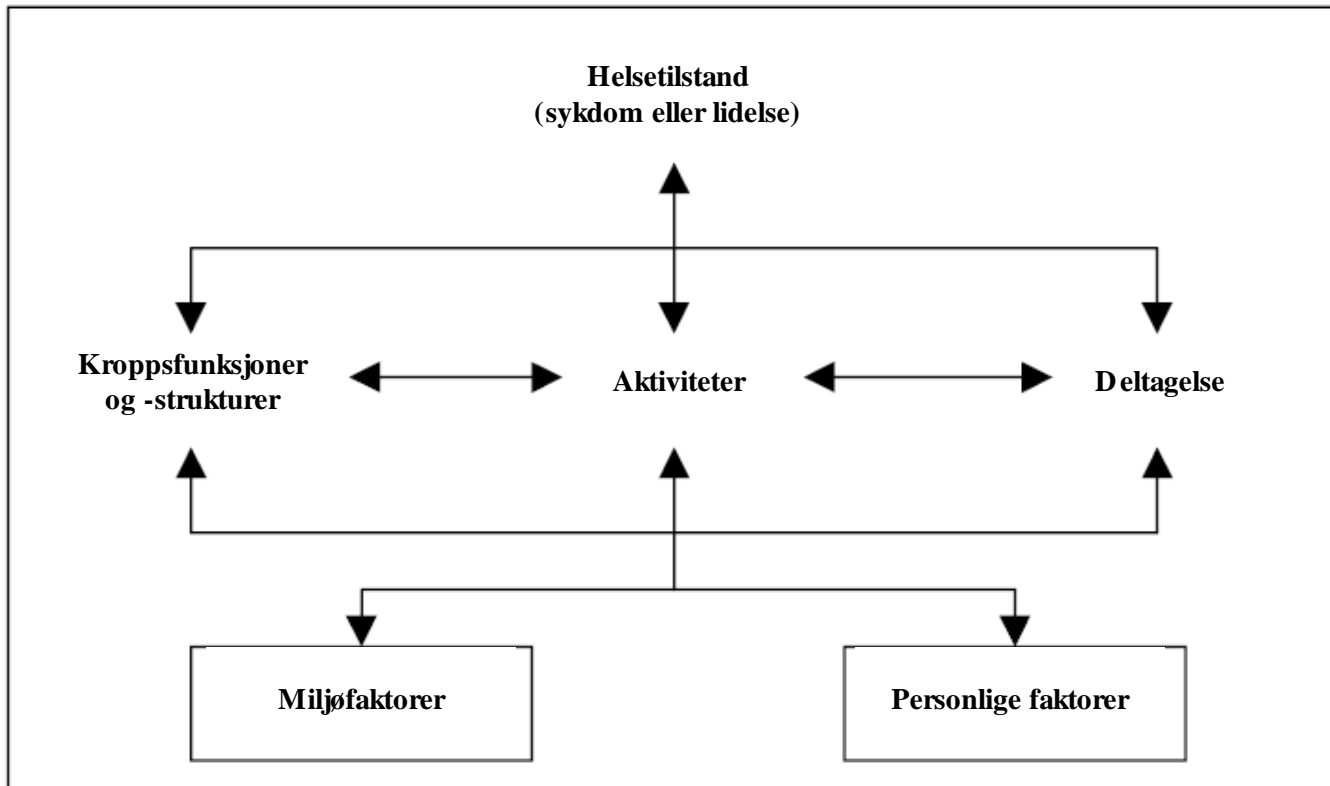 Helsetilstand
(sykdom eller lidelse)
Kroppsfunksjoner
og -strukturer
Aktiviteter
Deltagelse
Miljøfaktorer
Personlige faktorer